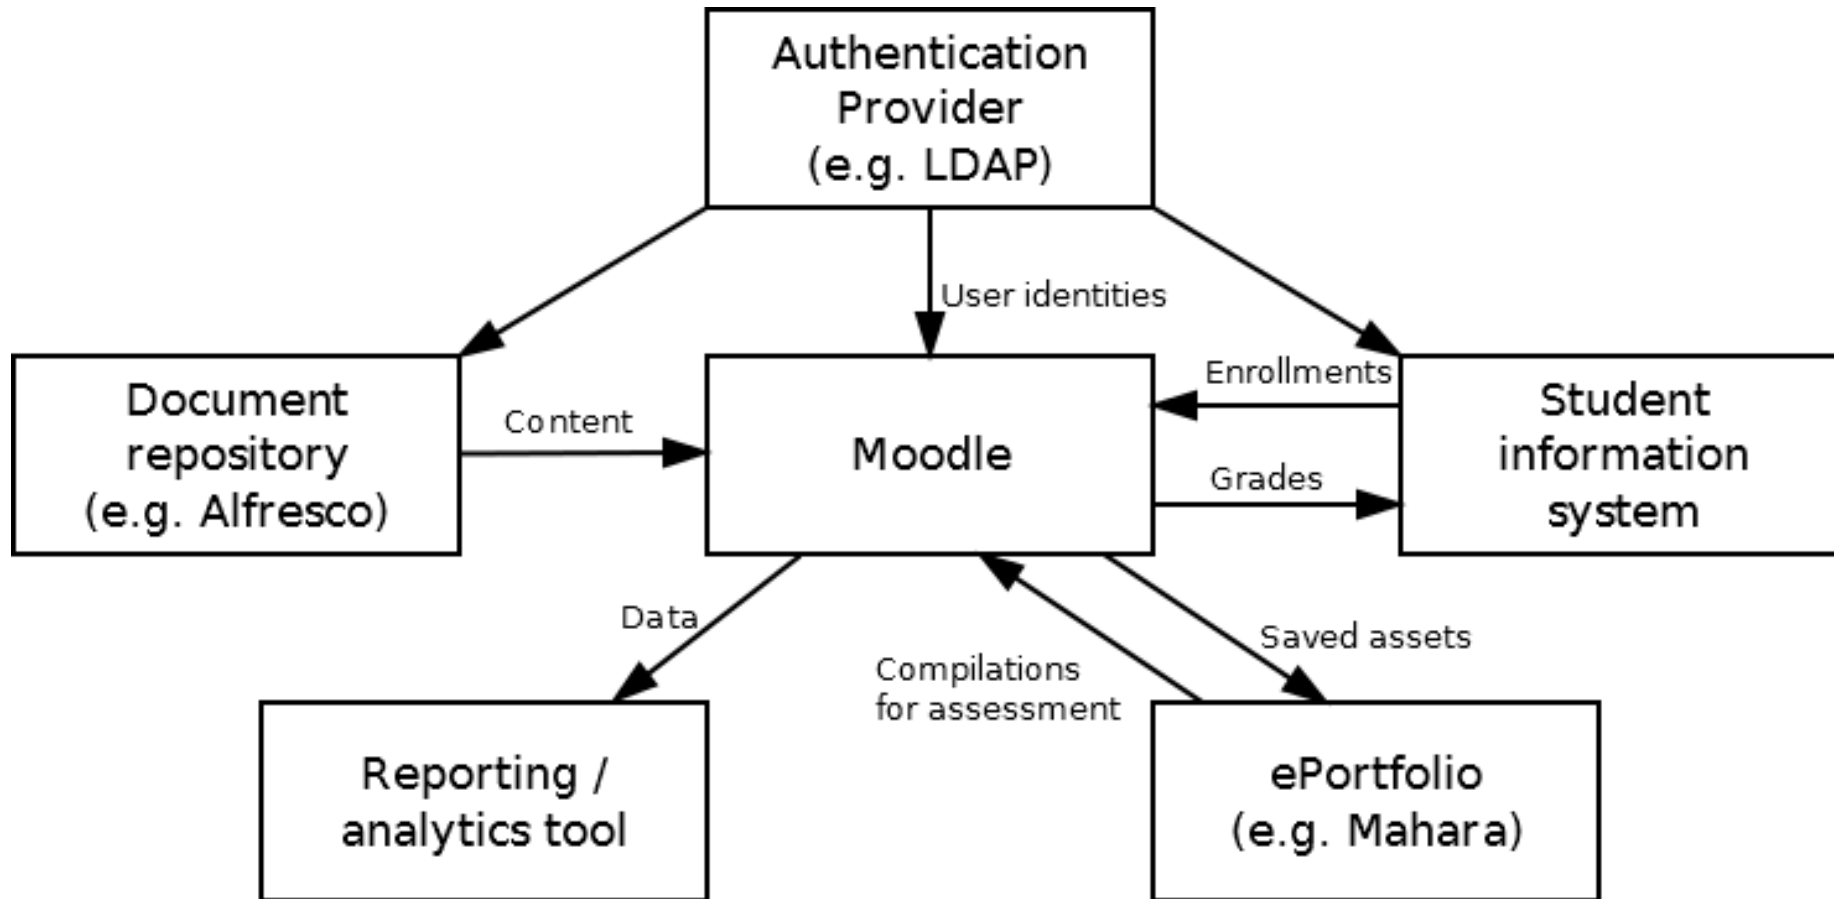 Authentication
Provider
(e.g. LDAP)
User identities
Document
repository
(e.g. Alfresco)
Content
Moodle
Enrollments
Grades
Student
information
system
Data
Compilations
for assessment
Saved assets
Reporting /
analytics tool
ePortfolio
(e.g. Mahara)